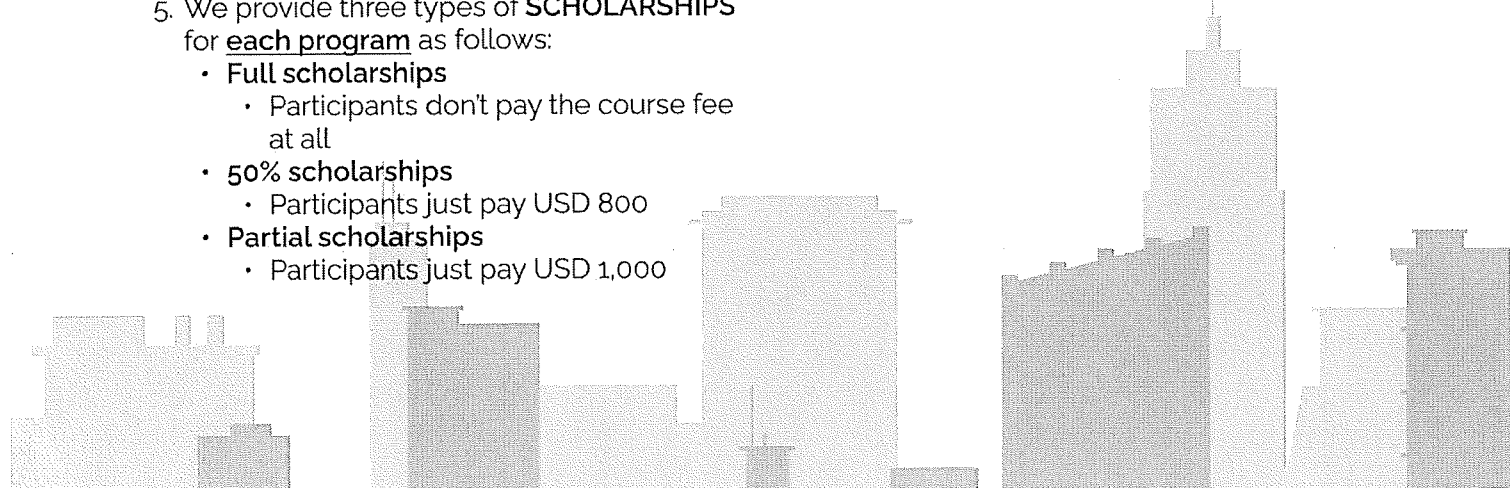 5. We provide three types of SCHOLARSHIPS
for each program as follows:
• Full scholarships
• Participants don't pay the course fee
at all
• 50% scholarships
• Participants just pay USD 800
• Partial scholarships
• Participants just pay USD 1,000